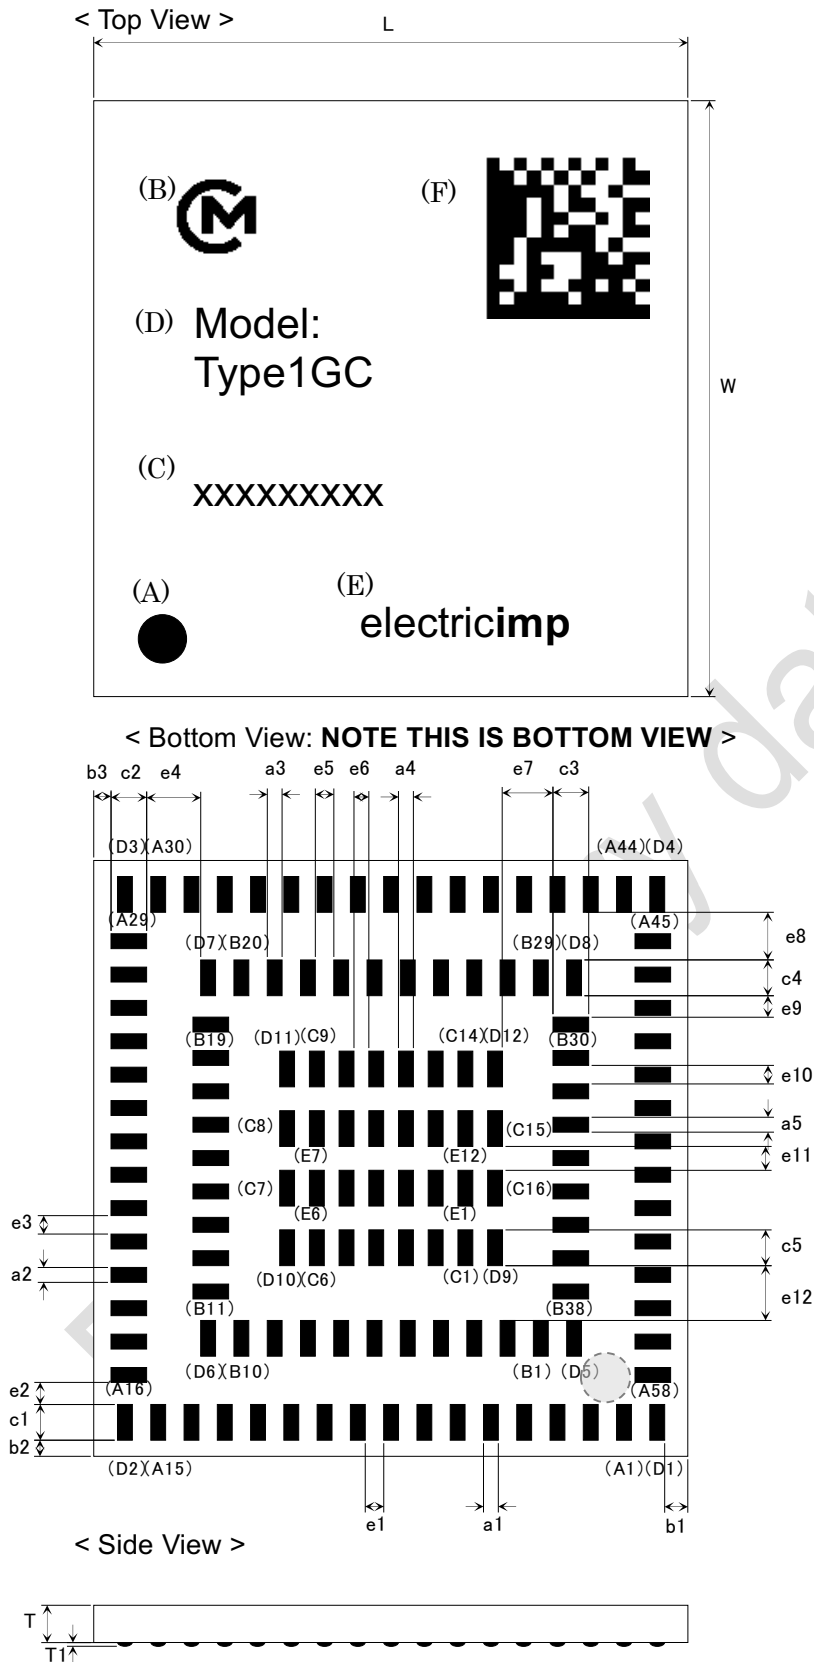 < Top View >
L
(B)
M
(F)
(D) Model:
Type1GC
W
(C)
xxxxxxxxx
(A)
(E)
electricimp
< Bottom View: NOTE THIS IS BOTTOM VIEW >
b3 c2 e4 a3 e5 e6 a4 e7 c3
(D3)(A30) (A44)(D4)
(A29) (A45)
e8
(D7)(B20) (B29)(D8)
c4
e9
(B19) (D11)(C9) (C14)(D12) (B30)
e10
(C8) (C15)
a5
(E7) (E12)
e11
(C7) (C16)
(E6) (E1)
e3
c5
a2
(D10)(C6) (C1)(D9)
e12
(B11) (B38)
(D6)(B10) (B1)(D5)
e2 (A16) (A58)
c1
b2
(D2)(A15) (A1)(D1)
e1 a1 b1
< Side View >
T
T1